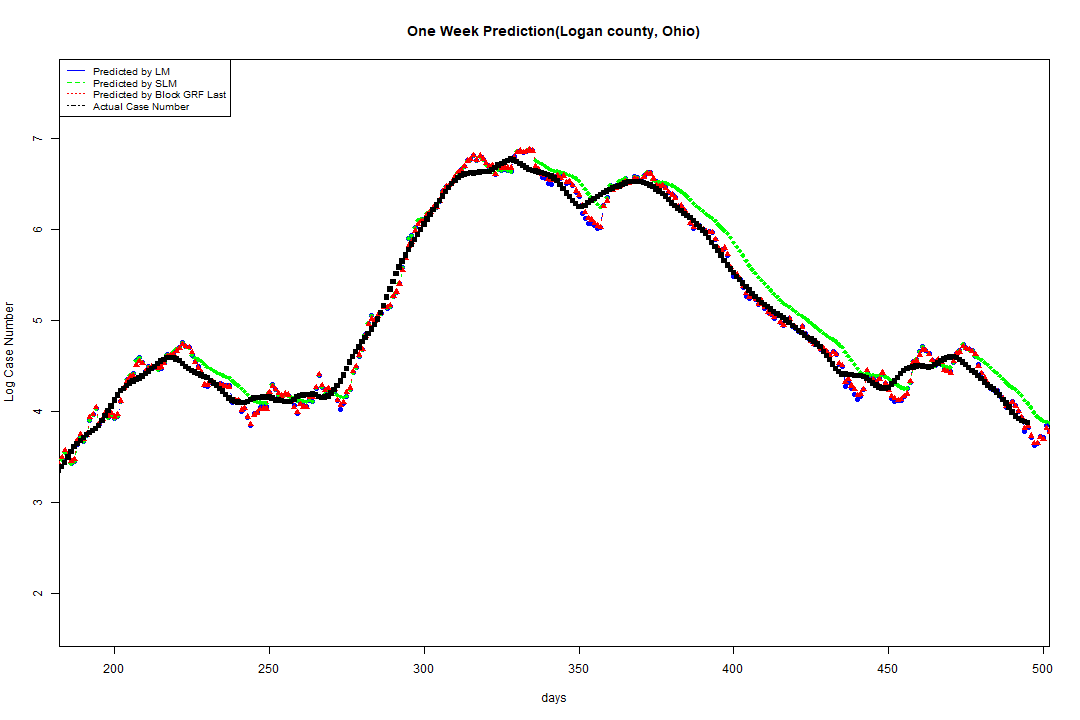 One Week Prediction(Logan county, Ohio)
Predicted by LM
Predicted by SLM
Predicted by Block GRF Last
Actual Case Number
Log Case Number
7
6
5
4
3
2
200 250 300 350 400 450 500
days